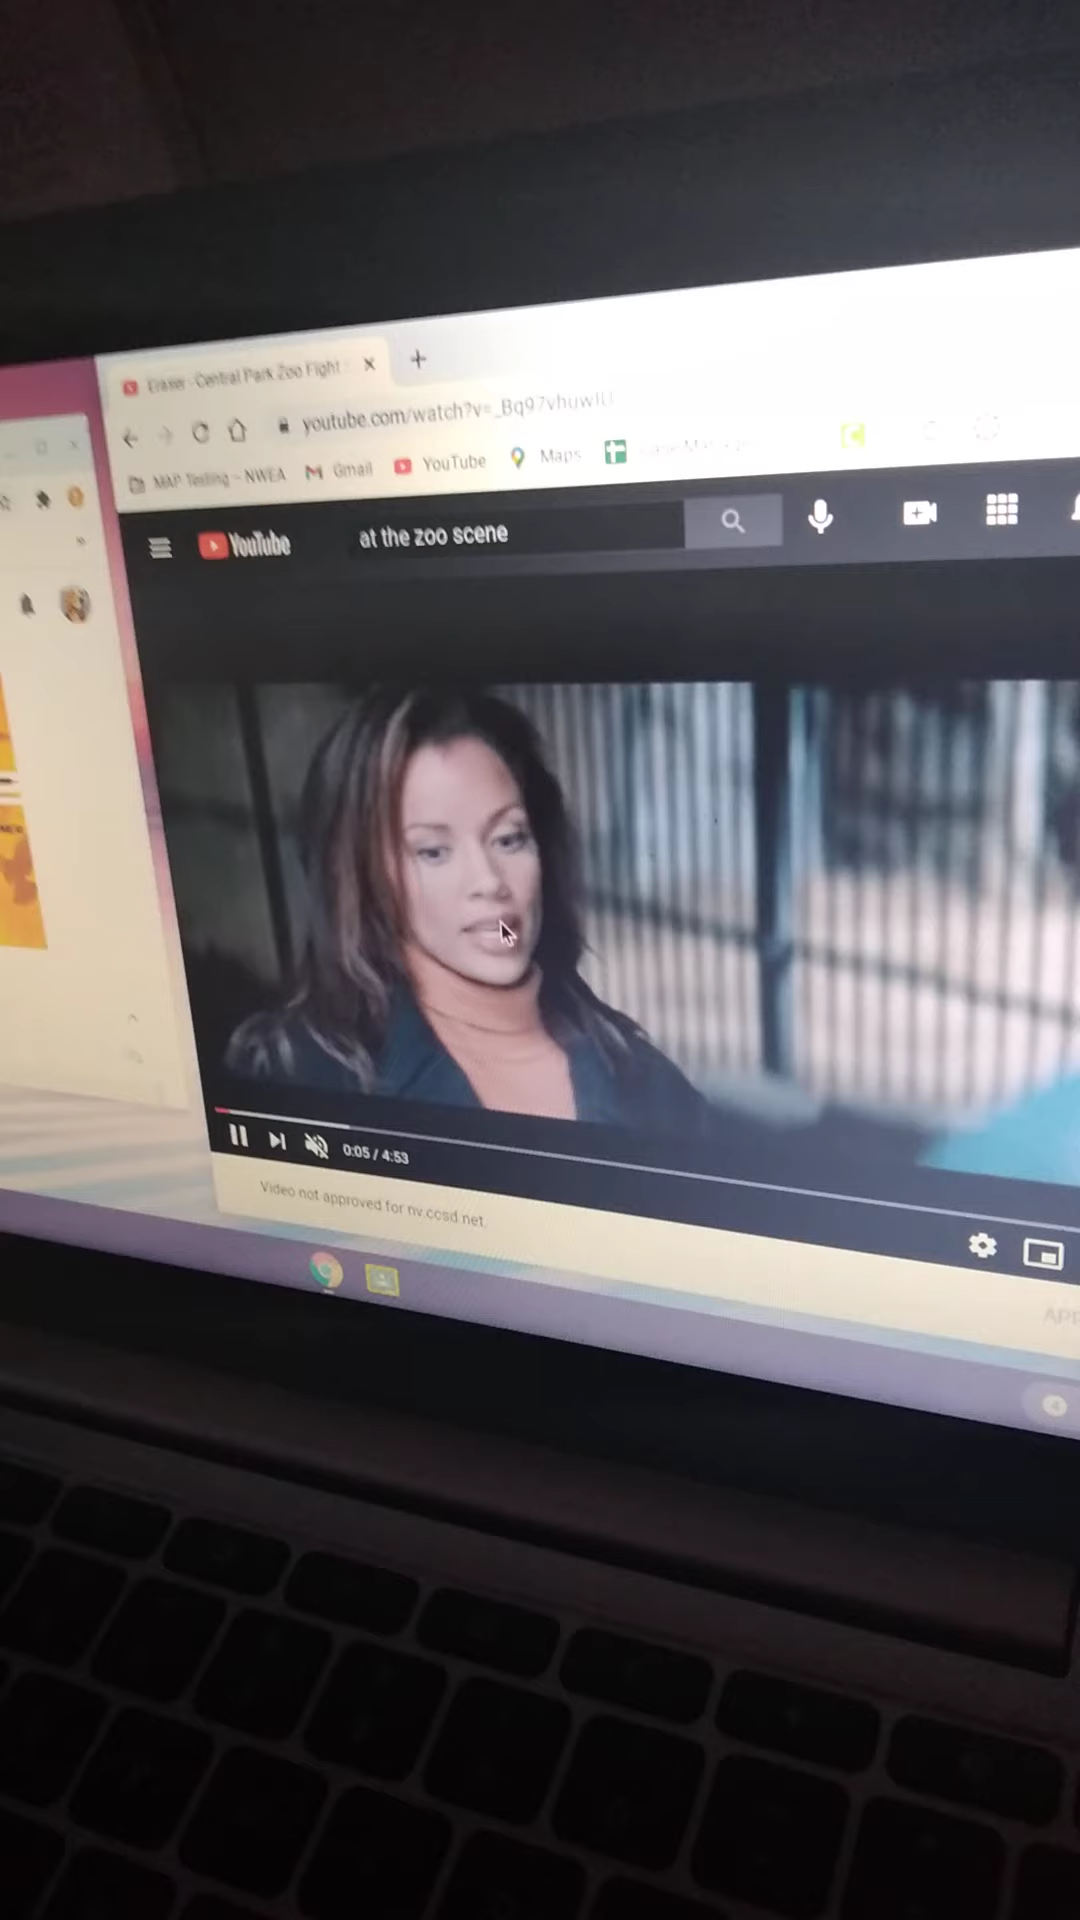 Eraser - Central Park Zoo Fight
youtube.com/watch?v=_Bq97vhuwIU
MAP Testing - NWEA
Gmail
YouTube
Maps
YouTube
at the zoo scene
0:05 / 4:53
Video not approved for nv.ccsd.net.